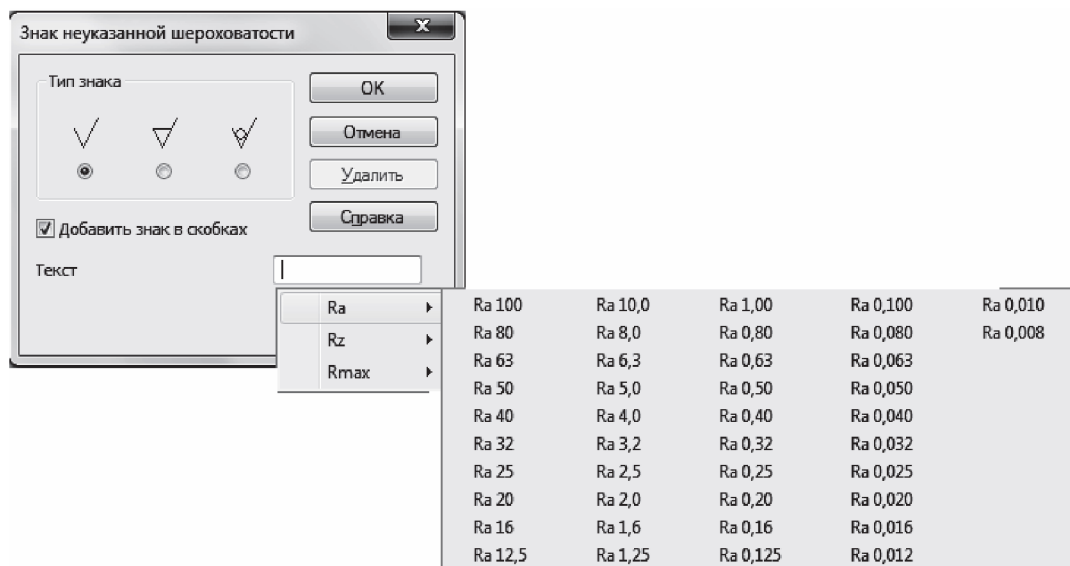 Знак неуказанной шероховатости
Тип знака
OK
Отмена
Удалить
Справка
Добавить знак в скобках
Текст
Ra
Rz
Rmax
Ra 100 Ra 10,0 Ra 1,00 Ra 0,100 Ra 0,010
Ra 80 Ra 8,0 Ra 0,80 Ra 0,080 Ra 0,008
Ra 63 Ra 6,3 Ra 0,63 Ra 0,063
Ra 50 Ra 5,0 Ra 0,50 Ra 0,050
Ra 40 Ra 4,0 Ra 0,40 Ra 0,040
Ra 32 Ra 3,2 Ra 0,32 Ra 0,032
Ra 25 Ra 2,5 Ra 0,25 Ra 0,025
Ra 20 Ra 2,0 Ra 0,20 Ra 0,020
Ra 16 Ra 1,6 Ra 0,16 Ra 0,016
Ra 12,5 Ra 1,25 Ra 0,125 Ra 0,012